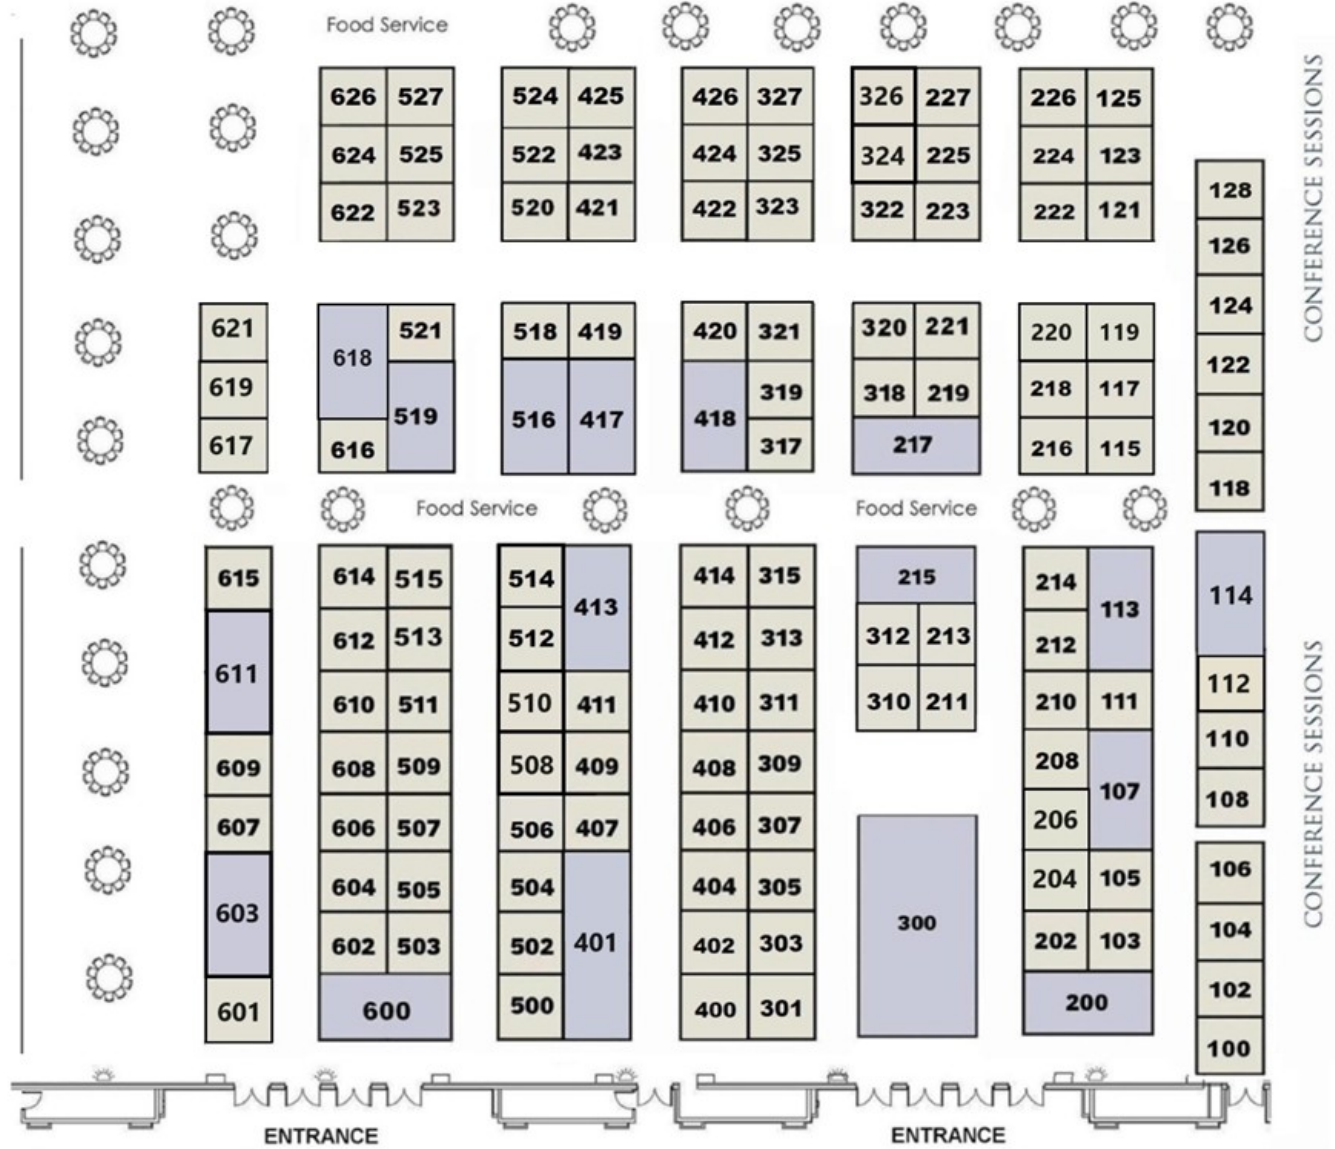 Food Service
626 527 524 425 426 327 326 227 226 125
624 525 522 423 424 325 324 225 224 123
622 523 520 421 422 323 322 223 222 121
128
126
124
122
120
118
CONFERENCE SESSIONS
621 618 521 518 419 420 321 320 221 220 119
619 519 516 417 418 319 318 219 218 117
617 616 317 217 216 115
Food Service
Food Service
615 614 515 514 413 414 315 215 214 113 114
611 612 513 512 412 313 312 213 212
610 511 510 411 410 311 310 211 210 111 112
609 608 509 508 409 408 309 208 107 110
607 606 507 506 407 406 307 206 108
603 604 505 504 401 404 305 300 204 105 106
602 503 502 402 303 202 103 104
601 600 500 400 301 200 102
100
CONFERENCE SESSIONS
ENTRANCE
ENTRANCE